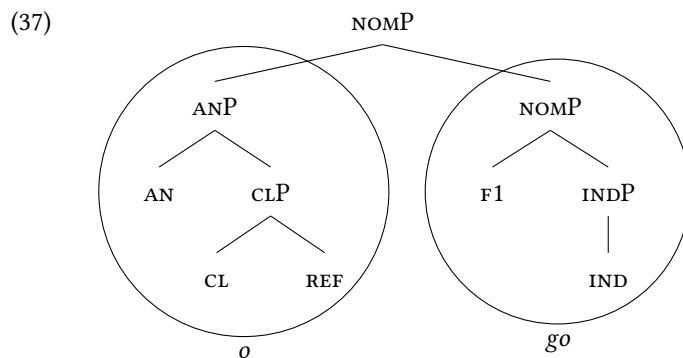 (37) NOMP
ANP NOMP
AN CLP F1 INDP
CL REF IND
o go